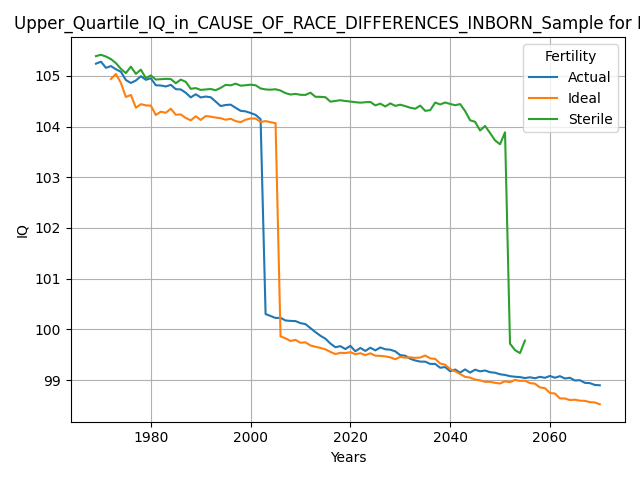 Upper_Quartile_IQ_in_CAUSE_OF_RACE_DIFFERENCES_INBORN_Sample for
Fertility
Actual
Ideal
Sterile
105
104
103
102
101
100
99
IQ
1980
2000
2020
2040
2060
Years